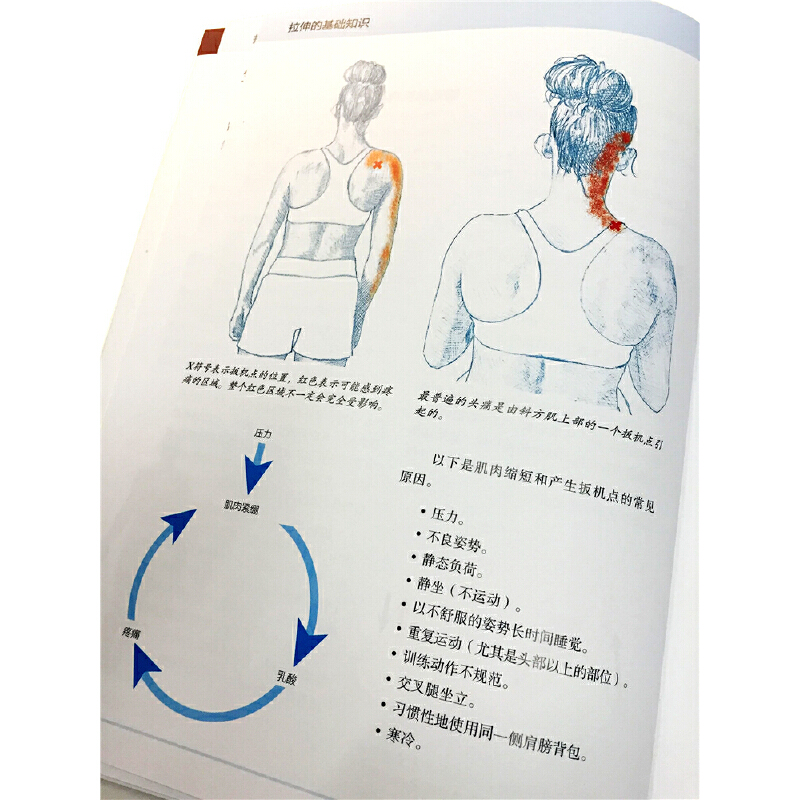 拉伸的基础知识
X符号表示扳机点的位置，红色表示可能感到疼
痛的区域。整个红色区域不一定会完全受影响。
最普遍的头痛是由斜方肌上部的一个扳机点引
起的。
压力
肌肉紧绷
疼痛
乳酸
以下是肌肉缩短和产生扳机点的常见
原因。
• 压力。
• 不良姿势。
• 静态负荷。
• 静坐（不运动）。
• 以不舒服的姿势长时间睡觉。
• 重复运动（尤其是头部以上的部位）。
• 训练动作不规范。
• 交叉腿坐立。
• 习惯性地使用同一侧肩膀背包。
• 寒冷。